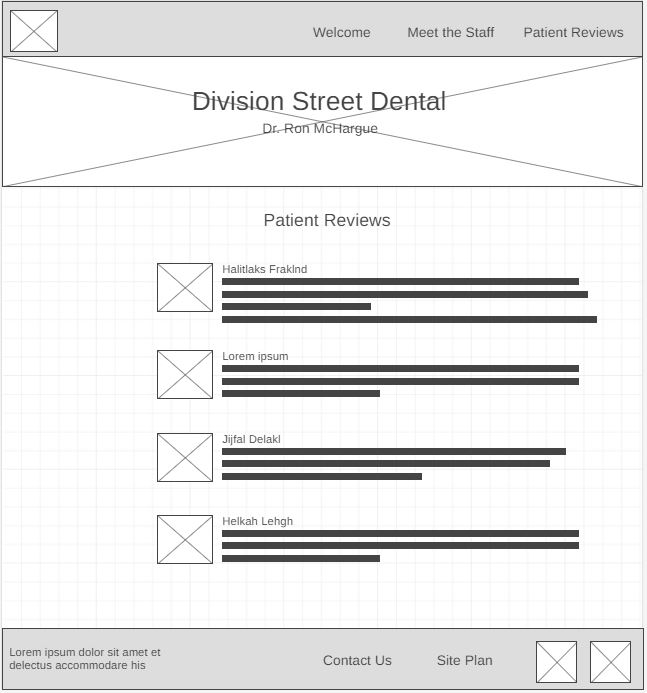 Welcome
Meet the Staff
Patient Reviews
Division Street Dental
Dr. Ron McHargue
Patient Reviews
Halitlaks Fraklnd
Lorem ipsum
Jijfal Delakl
Helkah Lehgh
Lorem ipsum dolor sit amet et
delectus accommodare his
Contact Us
Site Plan